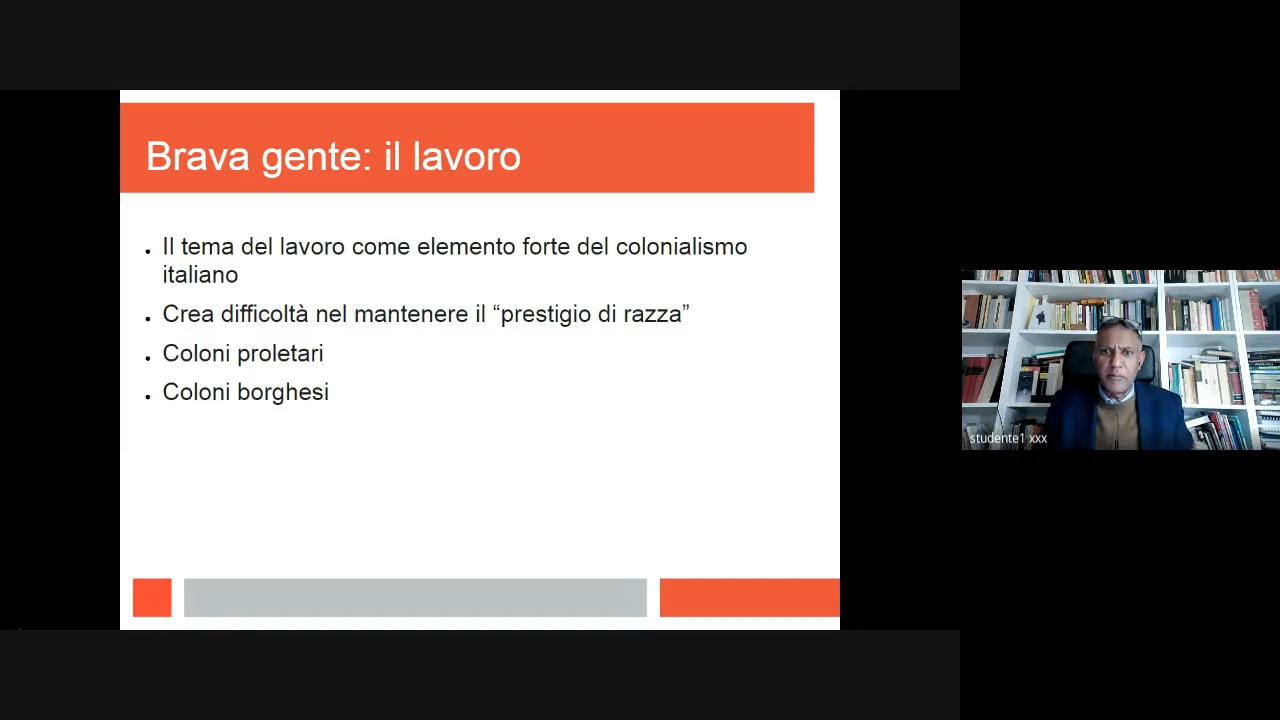 Brava gente: il lavoro
Il tema del lavoro come elemento forte del colonialismo
italiano
Crea difficoltà nel mantenere il “prestigio di razza”
Coloni proletari
Coloni borghesi
studente1 xxx